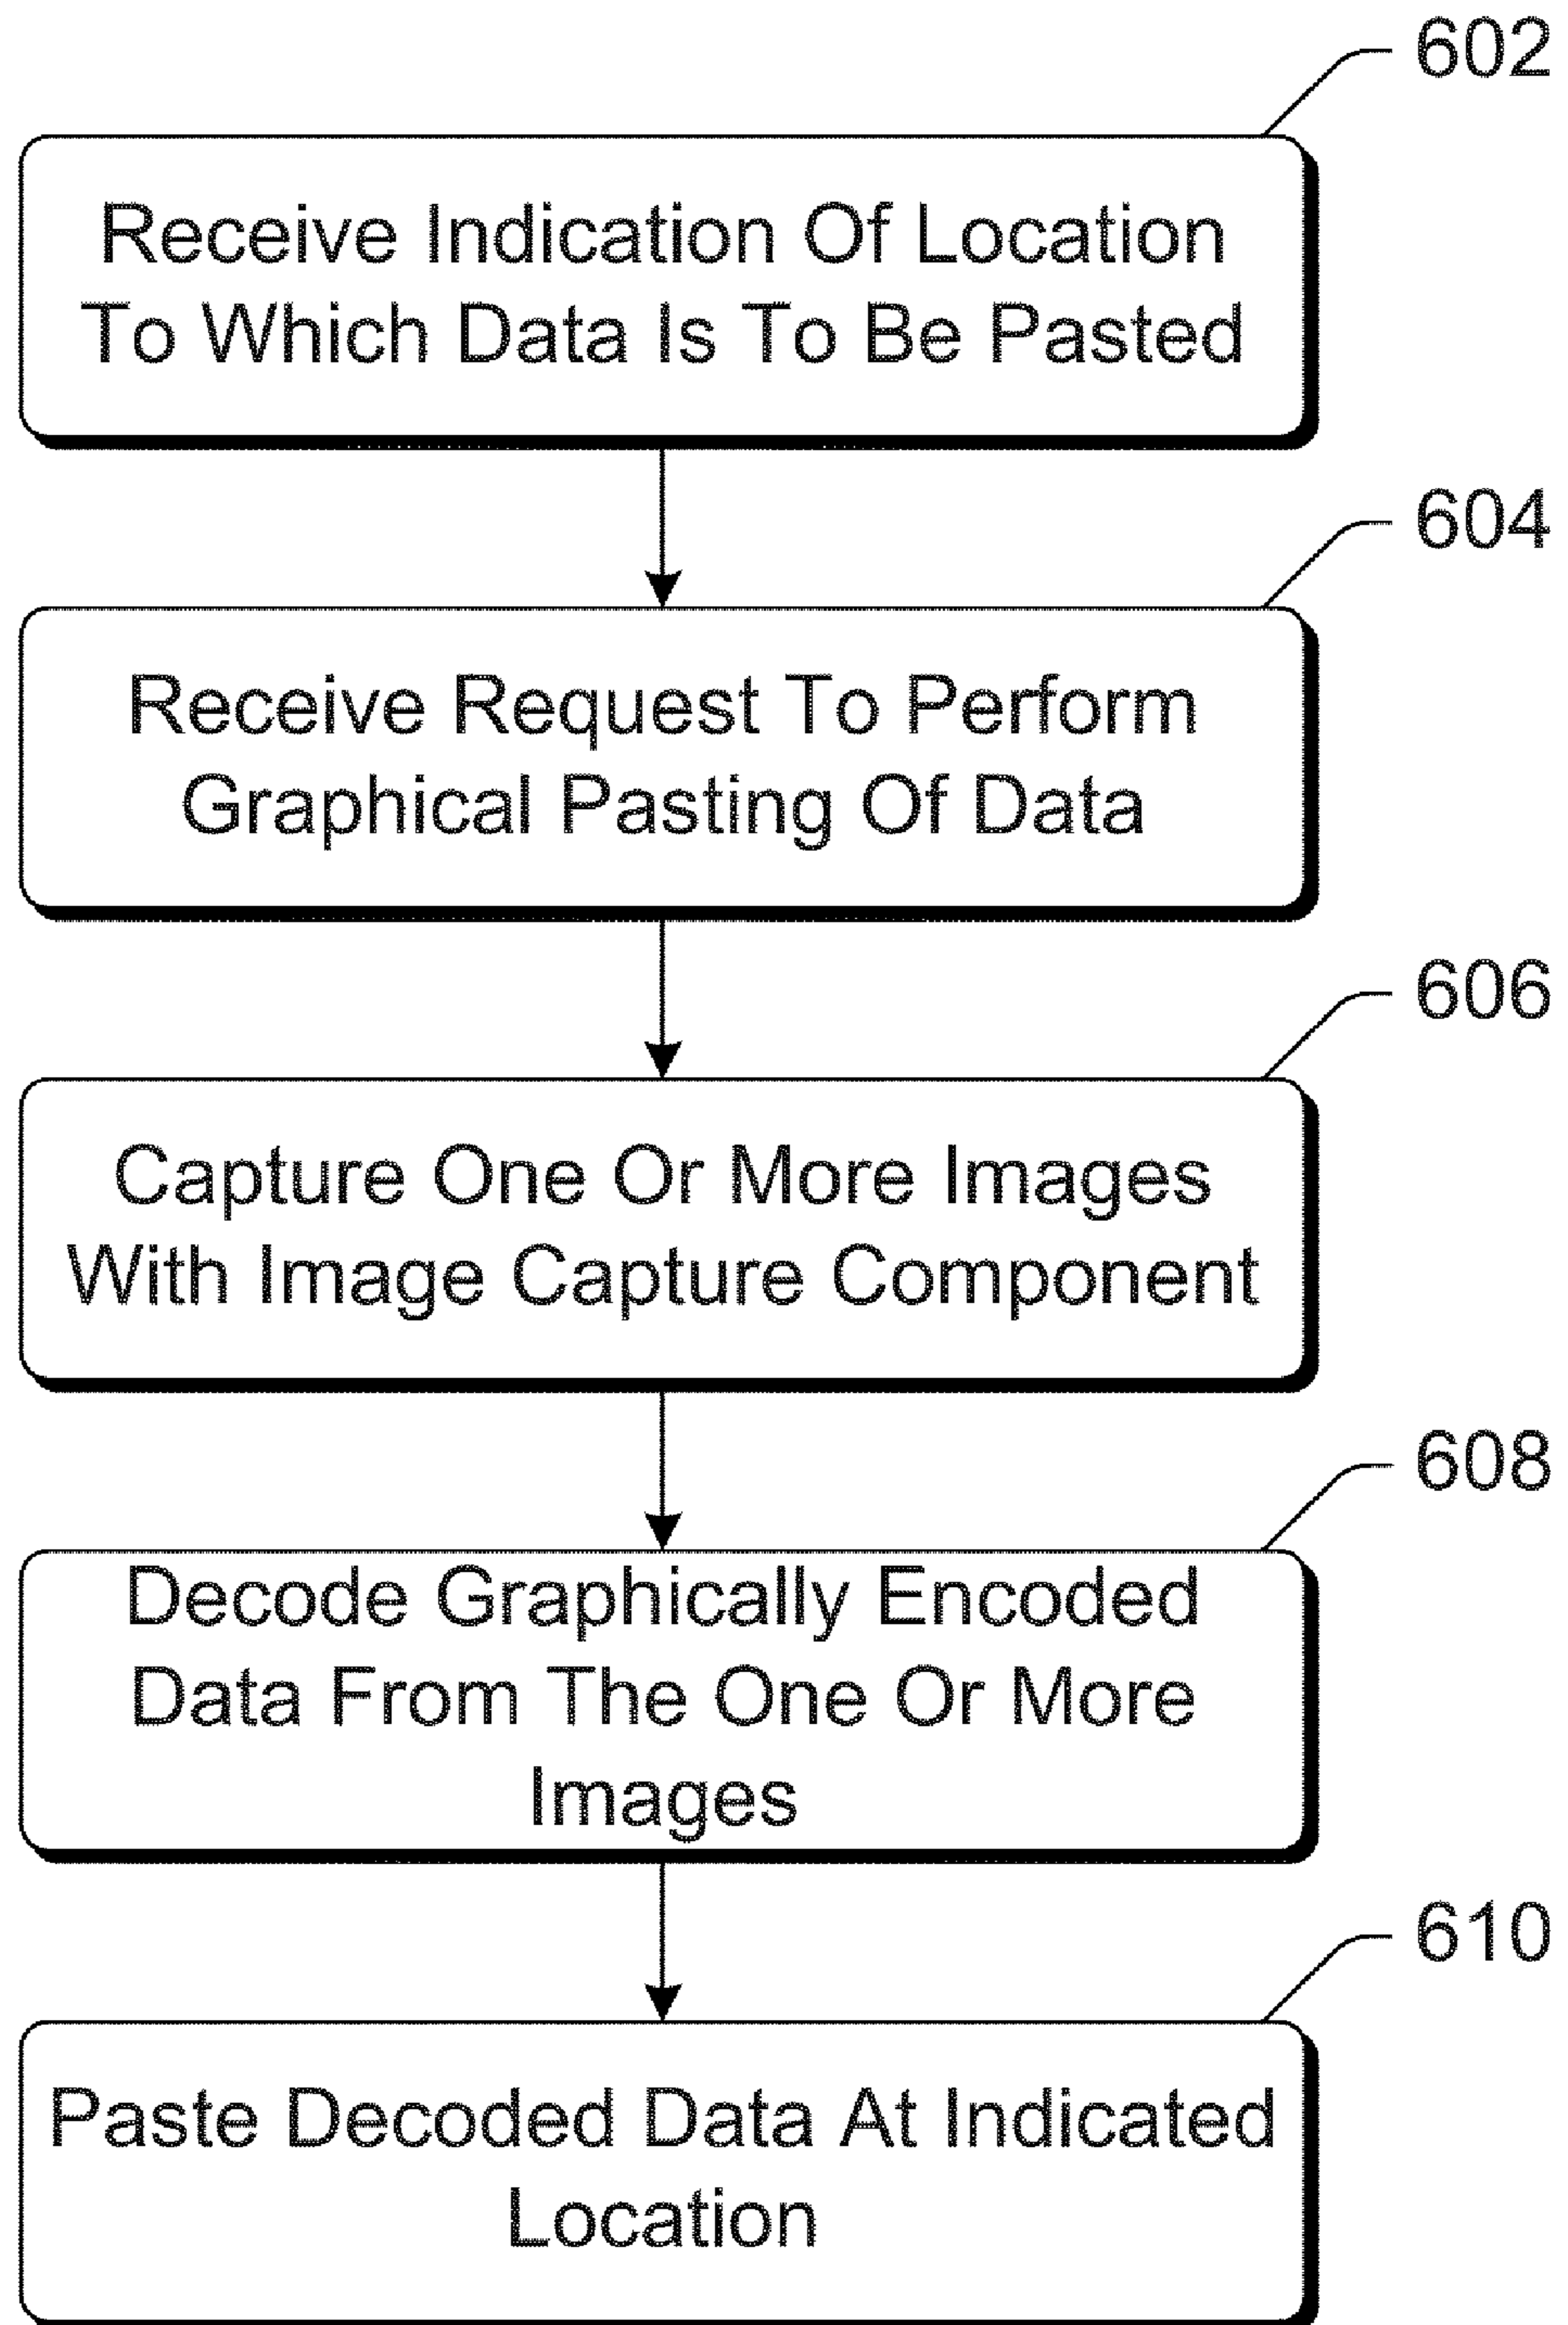 602
Receive Indication Of Location
To Which Data Is To Be Pasted
604
Receive Request To Perform
Graphical Pasting Of Data
606
Capture One Or More Images
With Image Capture Component
608
Decode Graphically Encoded
Data From The One Or More
Images
610
Paste Decoded Data At Indicated
Location